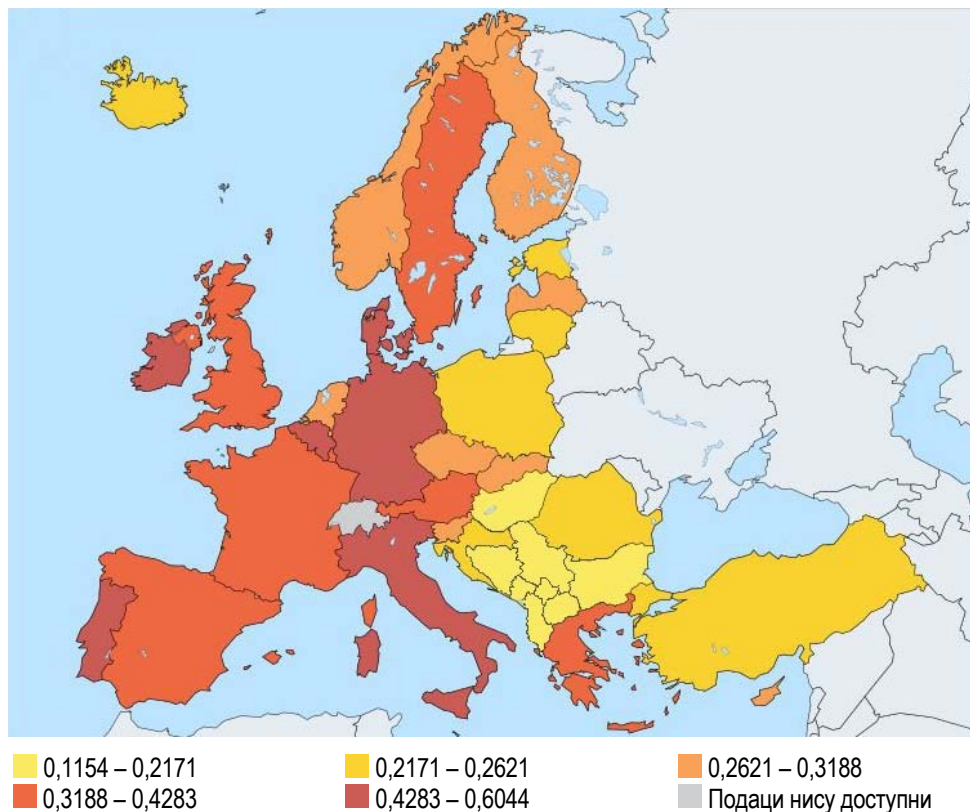 0,1154 – 0,2171 0,2171 – 0,2621 0,2621 – 0,3188
0,3188 – 0,4283 0,4283 – 0,6044 Подаци нису доступни